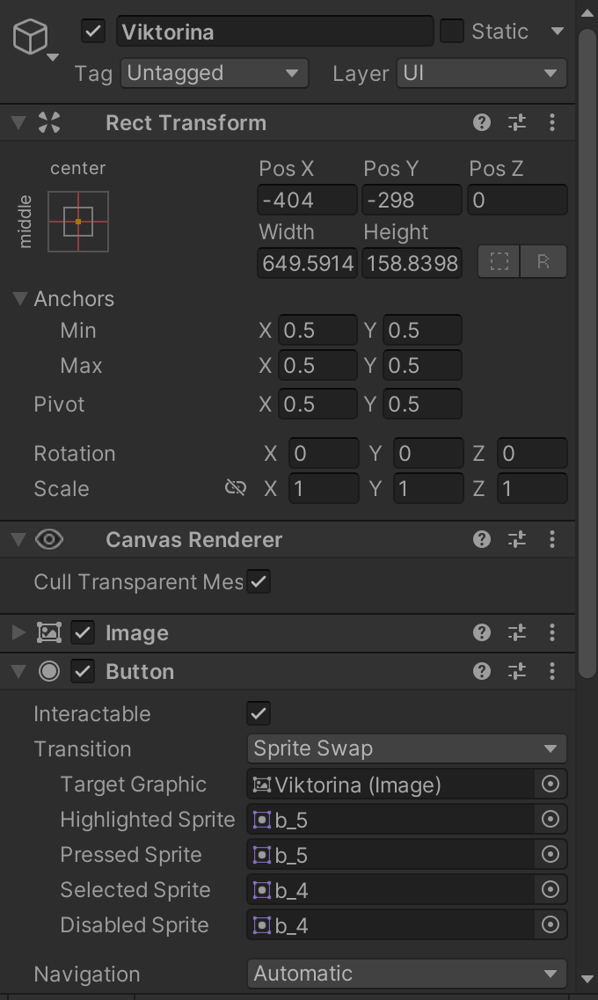 Viktorina Static
Tag Untagged Layer UI
Rect Transform
center Pos X Pos Y Pos Z
middle -404 -298 0
Width Height
649.5914 158.8398 R
Anchors
Min X 0.5 Y 0.5
Max X 0.5 Y 0.5
Pivot X 0.5 Y 0.5
Rotation X 0 Y 0 Z 0
Scale X 1 Y 1 Z 1
Canvas Renderer
Cull Transparent Mes
Image
Button
Interactable
Transition Sprite Swap
Target Graphic Viktorina (Image)
Highlighted Sprite b_5
Pressed Sprite b_5
Selected Sprite b_4
Disabled Sprite b_4
Navigation Automatic